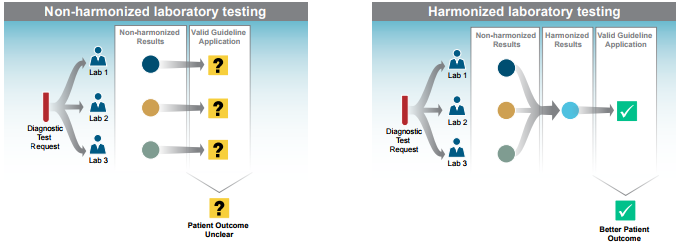 Non-harmonized laboratory testing
Non-harmonized
Results
Valid Guideline
Application
Lab 1
?
Lab 2
?
Diagnostic
Test
Request
Lab 3
?
?
Patient Outcome
Unclear
Harmonized laboratory testing
Non-harmonized
Results
Harmonized
Results
Valid Guideline
Application
Lab 1
Lab 2
Diagnostic
Test
Request
Lab 3
Better Patient
Outcome